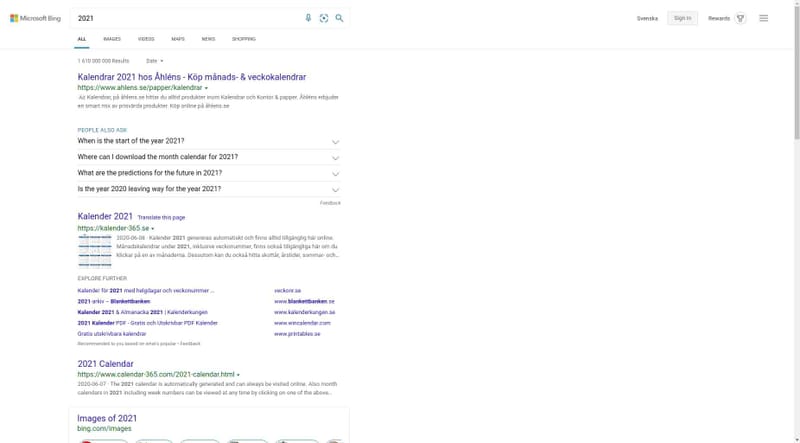 Microsoft Bing
2021
Svenska
Sign in
Rewards
ALL IMAGES VIDEOS MAPS NEWS SHOPPING
1 610 000 000 Results Date
Kalendrar 2021 hos Åhléns - Köp månads- & veckokalendrar
https://www.ahlens.se/papper/kalendrar
Kalendrar, på åhlens.se hittar du alltid produkter inom Kalendrar och Kontor & papper. Åhléns erbjuder
en smart mix av prisvärda produkter. Köp online på åhléns.se
PEOPLE ALSO ASK
When is the start of the year 2021?
Where can I download the month calendar for 2021?
What are the predictions for the future in 2021?
Is the year 2020 leaving way for the year 2021?
Feedback
Kalender 2021 Translate this page
https://kalender-365.se
2020-06-08 · Kalender 2021 genereras automatiskt och finns alltid tillgänglig här online.
Månadskalendrar under 2021, inklusive veckonummer, finns också tillgängliga här om du
klickar på en av månaderna. Dessutom kan du också hitta skottår, årstider, sommar- och…
EXPLORE FURTHER
Kalender för 2021 med helgdagar och veckonummer ... veckonr.se
2021-arkiv – Blankettbanken www.blankettbanken.se
Kalender 2021 & Almanacka 2021 | Kalenderkungen www.kalenderkungen.se
2021 Kalender PDF - Gratis och Utskrivbar PDF Kalender www.wincalendar.com
Gratis utskrivbara kalendrar www.printables.se
Recommended to you based on what's popular • Feedback
2021 Calendar
https://www.calendar-365.com/2021-calendar.html
2020-06-07 · The 2021 calendar is automatically generated and can always be visited online. Also month
calendars in 2021 including week numbers can be viewed at any time by clicking on one of the above…
Images of 2021
bing.com/images